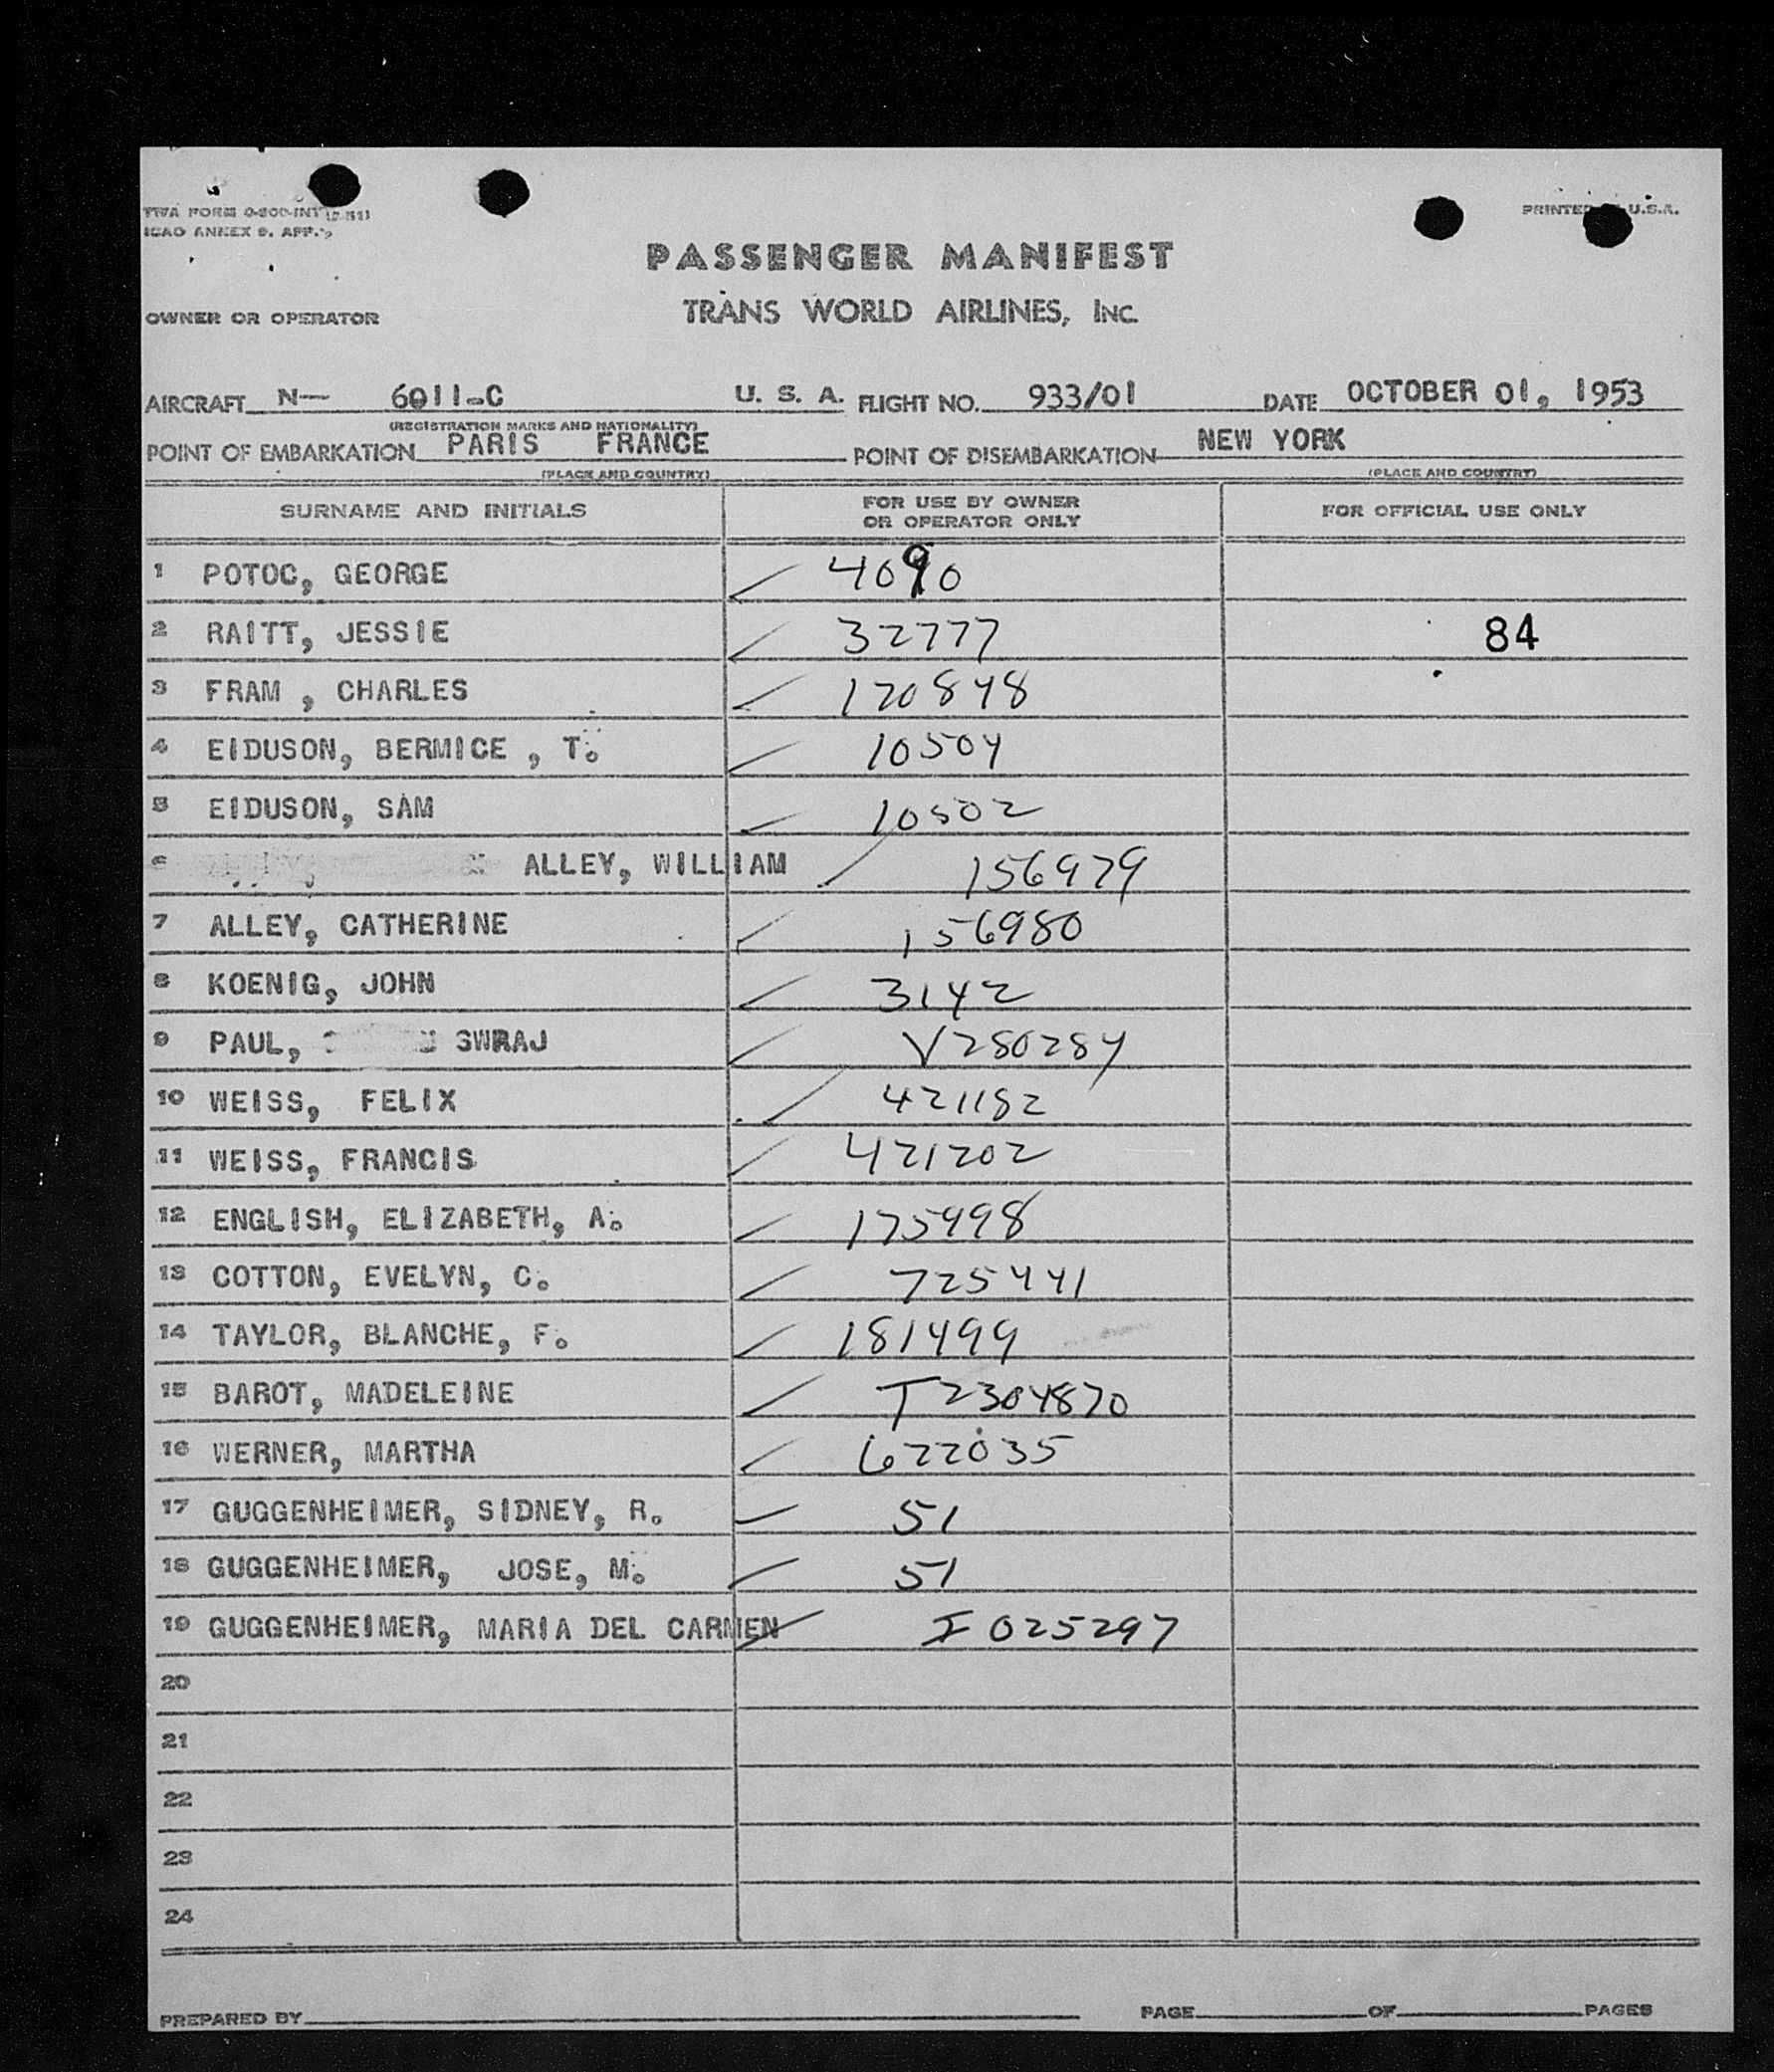 TWA FORM 0-800-INT (2-51)
ICAO ANNEX 9. APP.
PRINTED U.S.A.
PASSENGER MANIFEST
OWNER OR OPERATOR
TRANS WORLD AIRLINES, INC.
AIRCRAFT N— 6011-C U. S. A. FLIGHT NO. 933/01 DATE OCTOBER 01, 1953
(REGISTRATION MARKS AND NATIONALITY)
POINT OF EMBARKATION PARIS FRANCE POINT OF DISEMBARKATION NEW YORK
(PLACE AND COUNTRY) (PLACE AND COUNTRY)
SURNAME AND INITIALS FOR USE BY OWNER OR OPERATOR ONLY FOR OFFICIAL USE ONLY
1 POTOC, GEORGE 4090
2 RAITT, JESSIE 32777 84
3 FRAM , CHARLES 120848
4 EIDUSON, BERMICE , T. 10504
5 EIDUSON, SAM 10502
6 ALLEY, WILLIAM 156979
7 ALLEY, CATHERINE 156980
8 KOENIG, JOHN 3142
9 PAUL, SWRAJ V280284
10 WEISS, FELIX 421182
11 WEISS, FRANCIS 421202
12 ENGLISH, ELIZABETH, A. 175998
13 COTTON, EVELYN, C. 725441
14 TAYLOR, BLANCHE, F. 181499
15 BAROT, MADELEINE T2304870
16 WERNER, MARTHA 622035
17 GUGGENHEIMER, SIDNEY, R. 51
18 GUGGENHEIMER, JOSE, M. 51
19 GUGGENHEIMER, MARIA DEL CARMEN I 025297
20
21
22
23
24
PREPARED BY PAGE OF PAGES